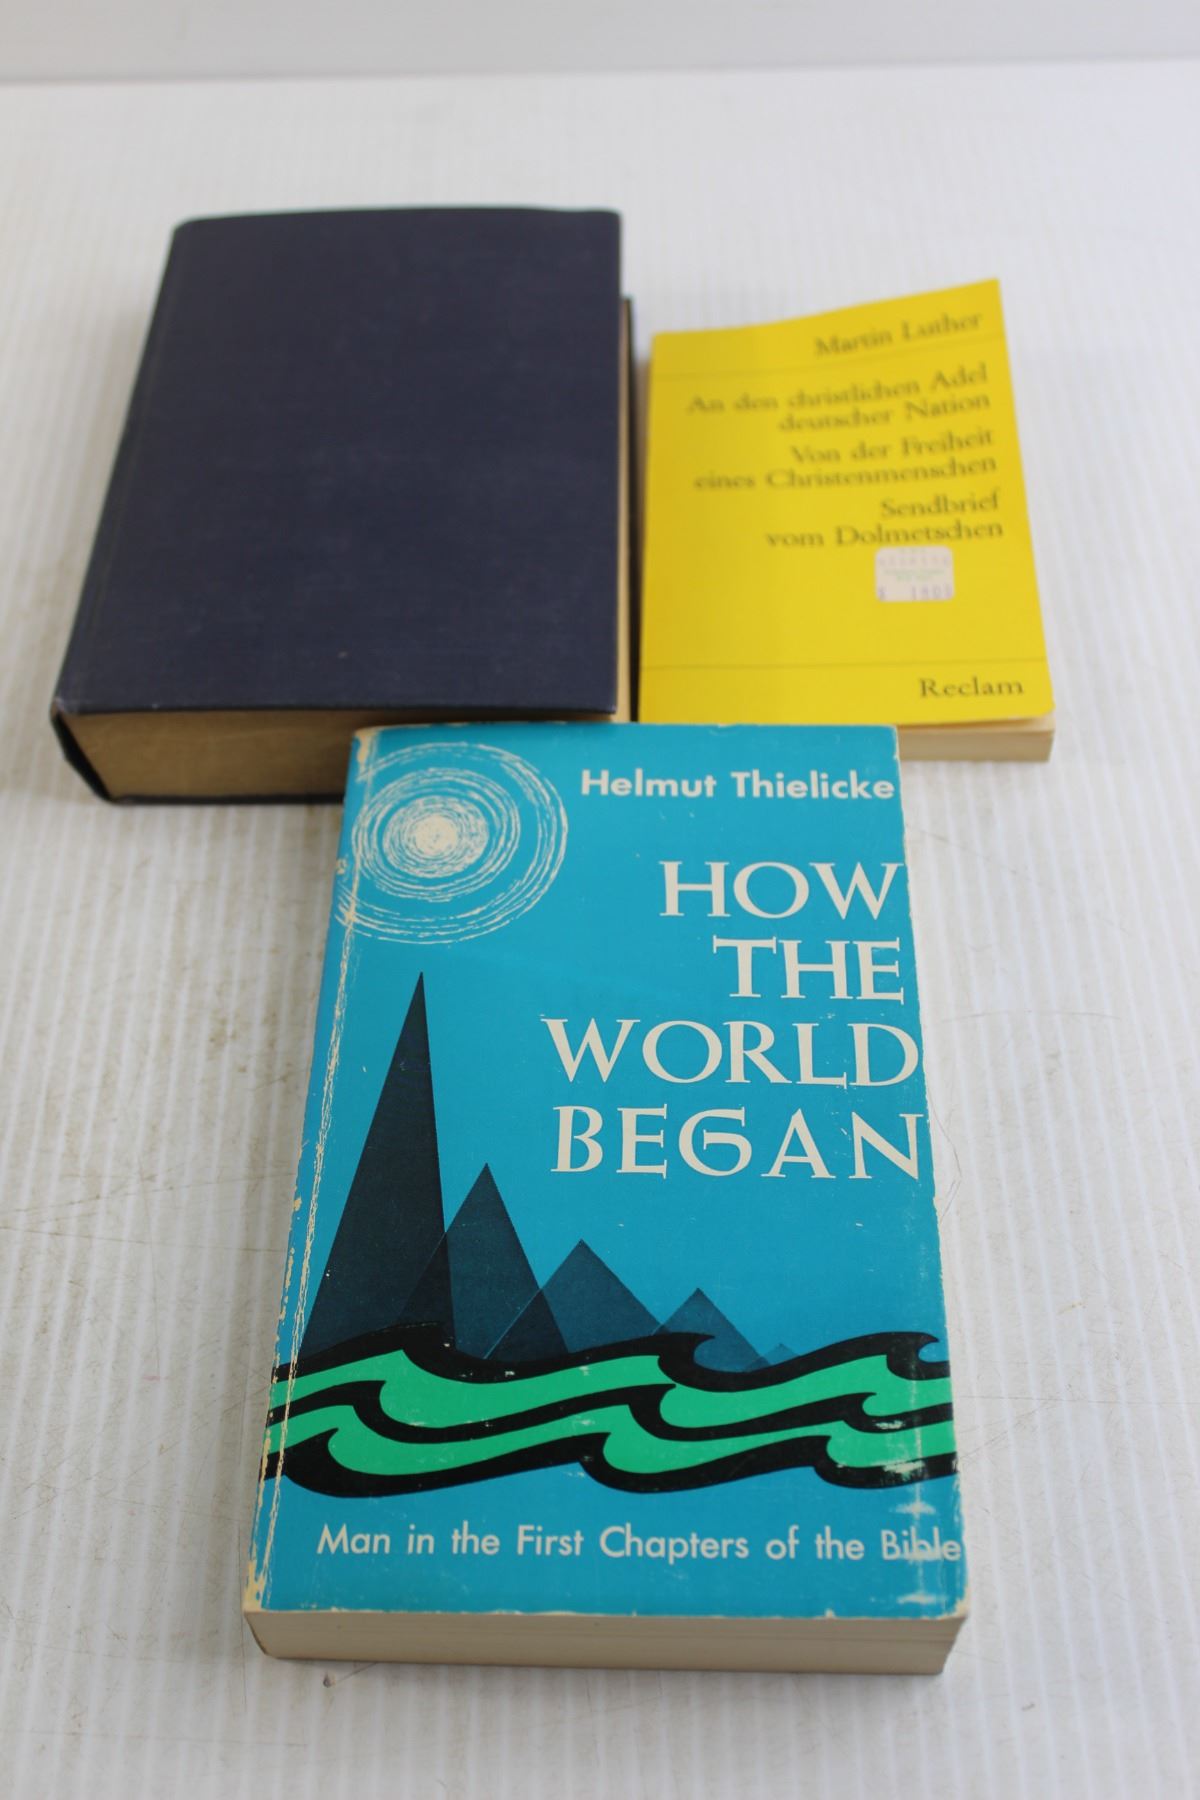 Martin Luther
An den christlichen Adel
deutscher Nation
Von der Freiheit
eines Christenmenschen
Sendbrief
vom Dolmetschen
Reclam
Helmut Thielicke
HOW
THE
WORLD
BEGAN
Man in the First Chapters of the Bible